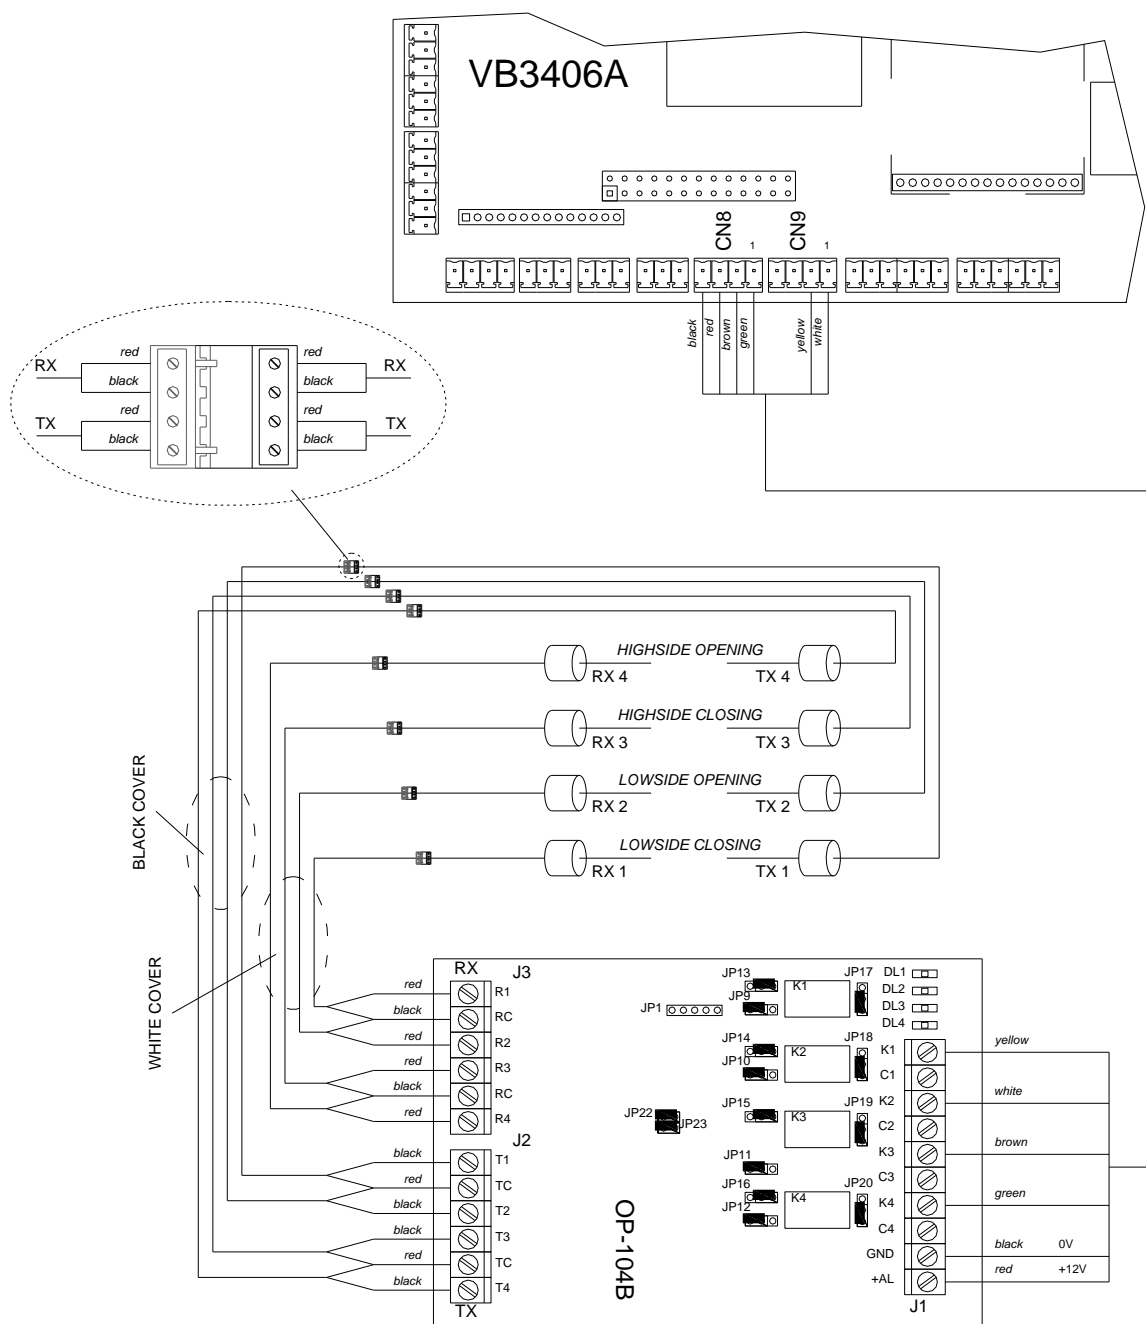 VB3406A
CN8
CN9
1
1
black
red
brown
green
yellow
white
red
red
RX
RX
black
black
red
red
TX
TX
black
black
HIGHSIDE OPENING
RX 4
TX 4
HIGHSIDE CLOSING
RX 3
TX 3
LOWSIDE OPENING
RX 2
TX 2
LOWSIDE CLOSING
RX 1
TX 1
BLACK COVER
WHITE COVER
RX
J3
red
R1
black
RC
red
R2
red
R3
black
RC
red
R4
J2
black
T1
red
TC
black
T2
black
T3
red
TC
black
T4
TX
OP-104B
JP1
JP22
JP23
JP13
K1
JP17
JP9
JP14
K2
JP18
JP10
JP15
K3
JP19
JP11
JP16
K4
JP20
JP12
DL1
DL2
DL3
DL4
K1
yellow
C1
K2
white
C2
K3
brown
C3
K4
green
C4
GND
black
0V
+AL
red
+12V
J1